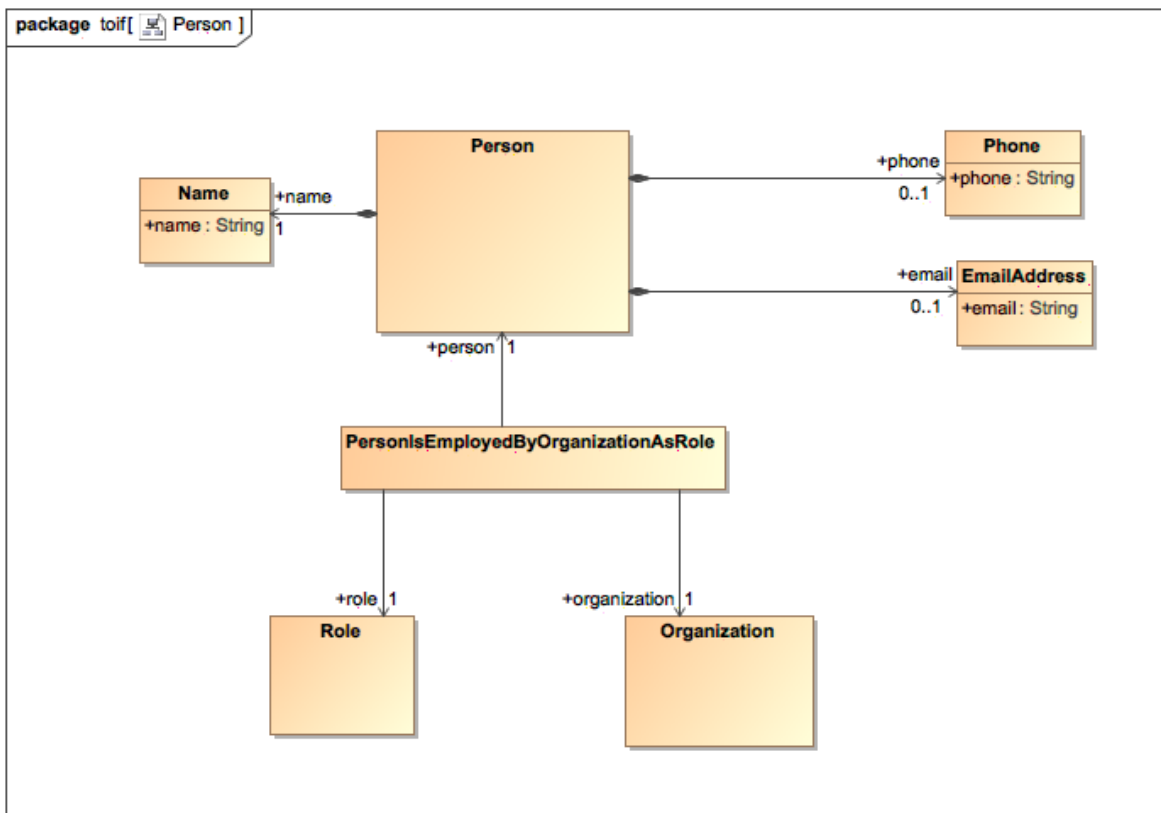 package toif[ Person ]
Person
+phone
0..1
Phone
+phone : String
Name
+name : String
+name
1
+email
0..1
EmailAddress
+email : String
+person 1
PersonIsEmployedByOrganizationAsRole
+role 1
+organization 1
Role
Organization